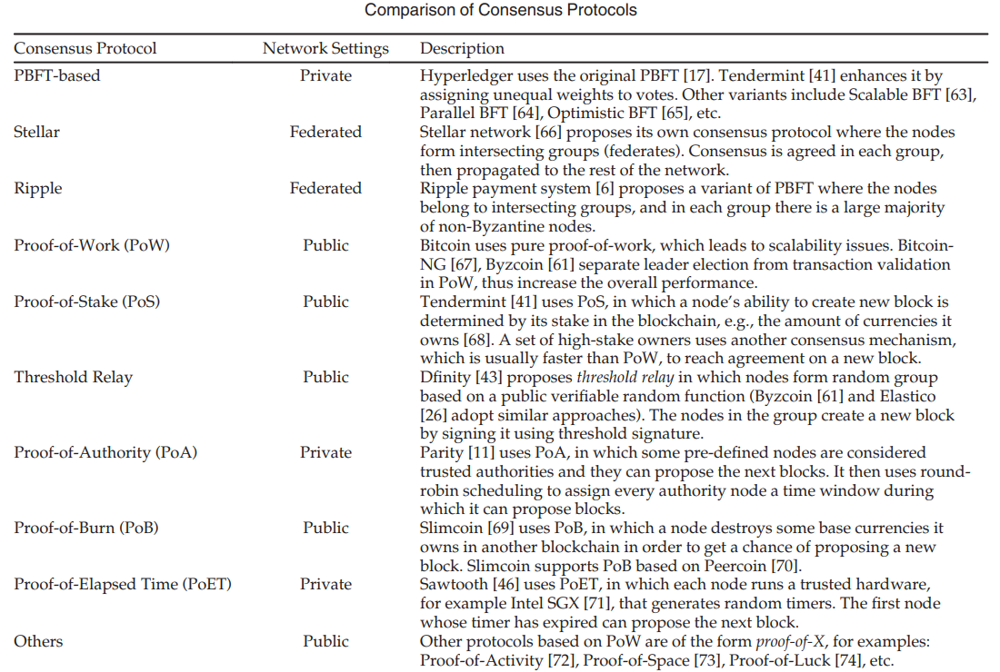 Comparison of Consensus Protocols
Consensus Protocol Network Settings Description
PBFT-based Private Hyperledger uses the original PBFT [17]. Tendermint [41] enhances it by
assigning unequal weights to votes. Other variants include Scalable BFT [63],
Parallel BFT [64], Optimistic BFT [65], etc.
Stellar Federated Stellar network [66] proposes its own consensus protocol where the nodes
form intersecting groups (federates). Consensus is agreed in each group,
then propagated to the rest of the network.
Ripple Federated Ripple payment system [6] proposes a variant of PBFT where the nodes
belong to intersecting groups, and in each group there is a large majority
of non-Byzantine nodes.
Proof-of-Work (PoW) Public Bitcoin uses pure proof-of-work, which leads to scalability issues. Bitcoin-
NG [67], Byzcoin [61] separate leader election from transaction validation
in PoW, thus increase the overall performance.
Proof-of-Stake (PoS) Public Tendermint [41] uses PoS, in which a node's ability to create new block is
determined by its stake in the blockchain, e.g., the amount of currencies it
owns [68]. A set of high-stake owners uses another consensus mechanism,
which is usually faster than PoW, to reach agreement on a new block.
Threshold Relay Public Dfinity [43] proposes threshold relay in which nodes form random group
based on a public verifiable random function (Byzcoin [61] and Elastico
[26] adopt similar approaches). The nodes in the group create a new block
by signing it using threshold signature.
Proof-of-Authority (PoA) Private Parity [11] uses PoA, in which some pre-defined nodes are considered
trusted authorities and they can propose the next blocks. It then uses round-
robin scheduling to assign every authority node a time window during
which it can propose blocks.
Proof-of-Burn (PoB) Public Slimcoin [69] uses PoB, in which a node destroys some base currencies it
owns in another blockchain in order to get a chance of proposing a new
block. Slimcoin supports PoB based on Peercoin [70].
Proof-of-Elapsed Time (PoET) Private Sawtooth [46] uses PoET, in which each node runs a trusted hardware,
for example Intel SGX [71], that generates random timers. The first node
whose timer has expired can propose the next block.
Others Public Other protocols based on PoW are of the form proof-of-X, for examples:
Proof-of-Activity [72], Proof-of-Space [73], Proof-of-Luck [74], etc.